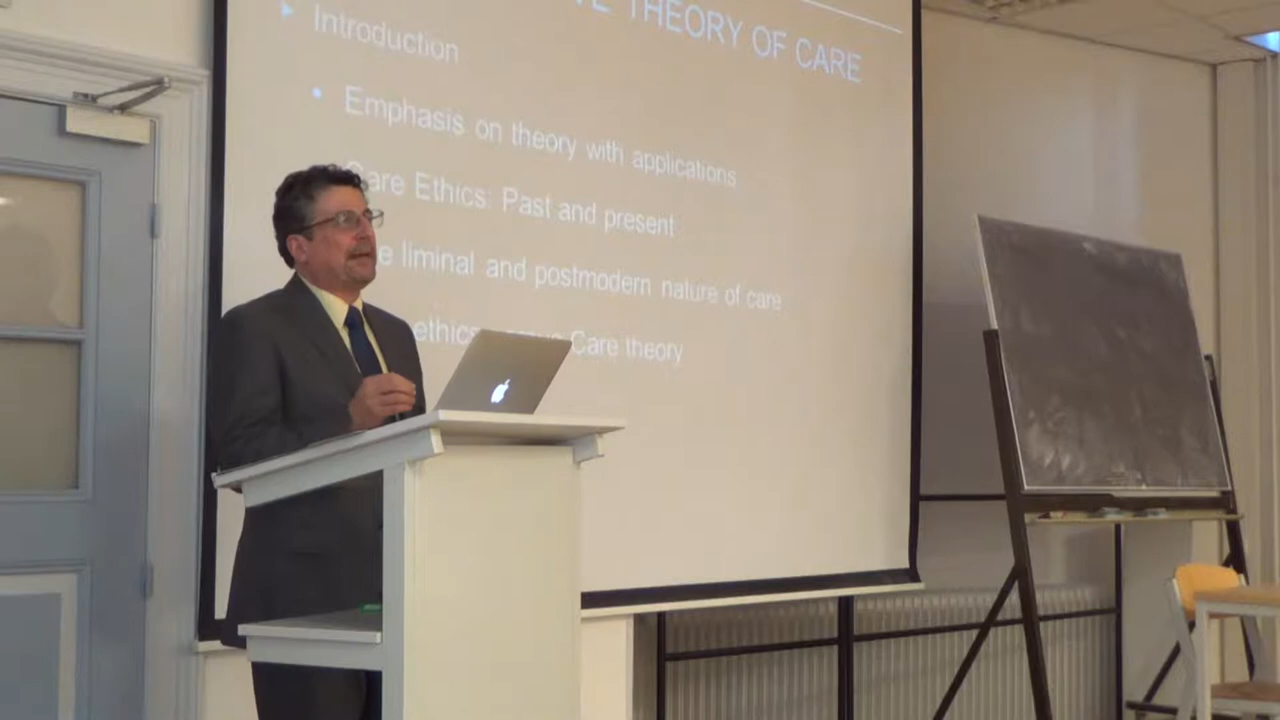 THEORY OF CARE
Introduction
Emphasis on theory with applications
Care Ethics: Past and present
liminal and postmodern nature of care
ethics Care theory